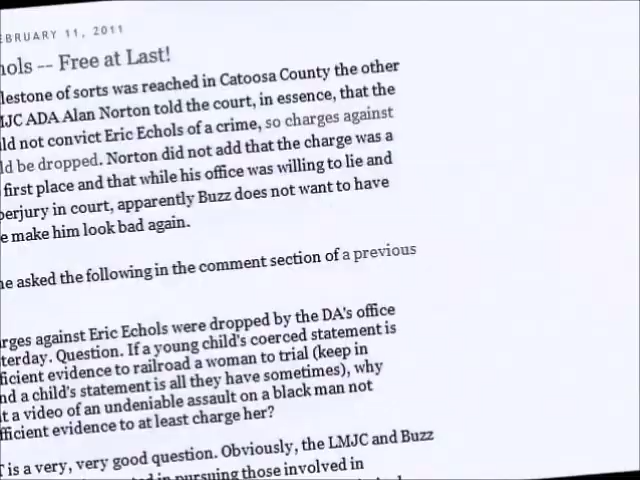 EBRUARY 11, 2011
hols -- Free at Last!
lestone of sorts was reached in Catoosa County the other
MJC ADA Alan Norton told the court, in essence, that the
ld not convict Eric Echols of a crime, so charges against
ld be dropped. Norton did not add that the charge was a
first place and that while his office was willing to lie and
perjury in court, apparently Buzz does not want to have
e make him look bad again.
ne asked the following in the comment section of a previous
rges against Eric Echols were dropped by the DA's office
terday. Question. If a young child's coerced statement is
ficient evidence to railroad a woman to trial (keep in
nd a child's statement is all they have sometimes), why
t a video of an undeniable assault on a black man not
fficient evidence to at least charge her?
T is a very, very good question. Obviously, the LMJC and Buzz
in pursuing those involved in